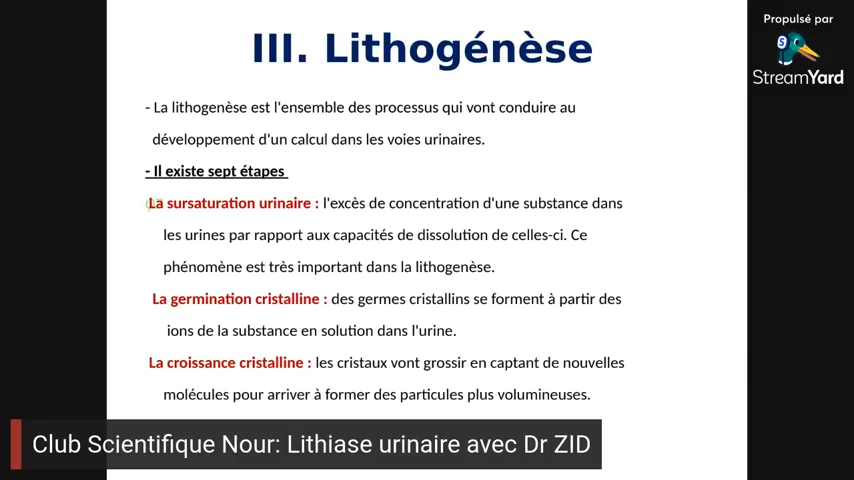 III. Lithogénèse
Propulsé par
StreamYard
- La lithogenèse est l'ensemble des processus qui vont conduire au
développement d'un calcul dans les voies urinaires.
- Il existe sept étapes
La sursaturation urinaire : l'excès de concentration d'une substance dans
les urines par rapport aux capacités de dissolution de celles-ci. Ce
phénomène est très important dans la lithogenèse.
La germination cristalline : des germes cristallins se forment à partir des
ions de la substance en solution dans l'urine.
La croissance cristalline : les cristaux vont grossir en captant de nouvelles
molécules pour arriver à former des particules plus volumineuses.
Club Scientifique Nour: Lithiase urinaire avec Dr ZID